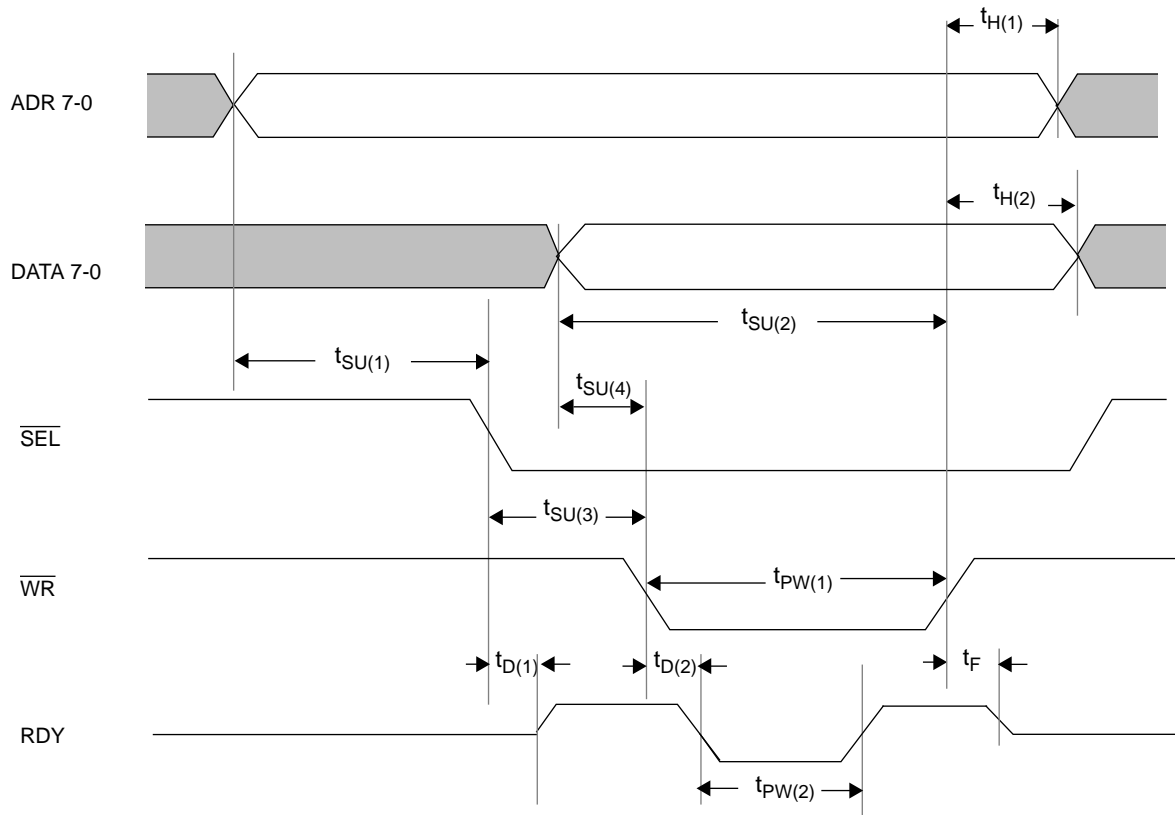 tH(1)
ADR 7-0
tH(2)
DATA 7-0
tSU(2)
tSU(1)
tSU(4)
SEL
tSU(3)
WR
tPW(1)
tD(1)
tD(2)
tF
RDY
tPW(2)